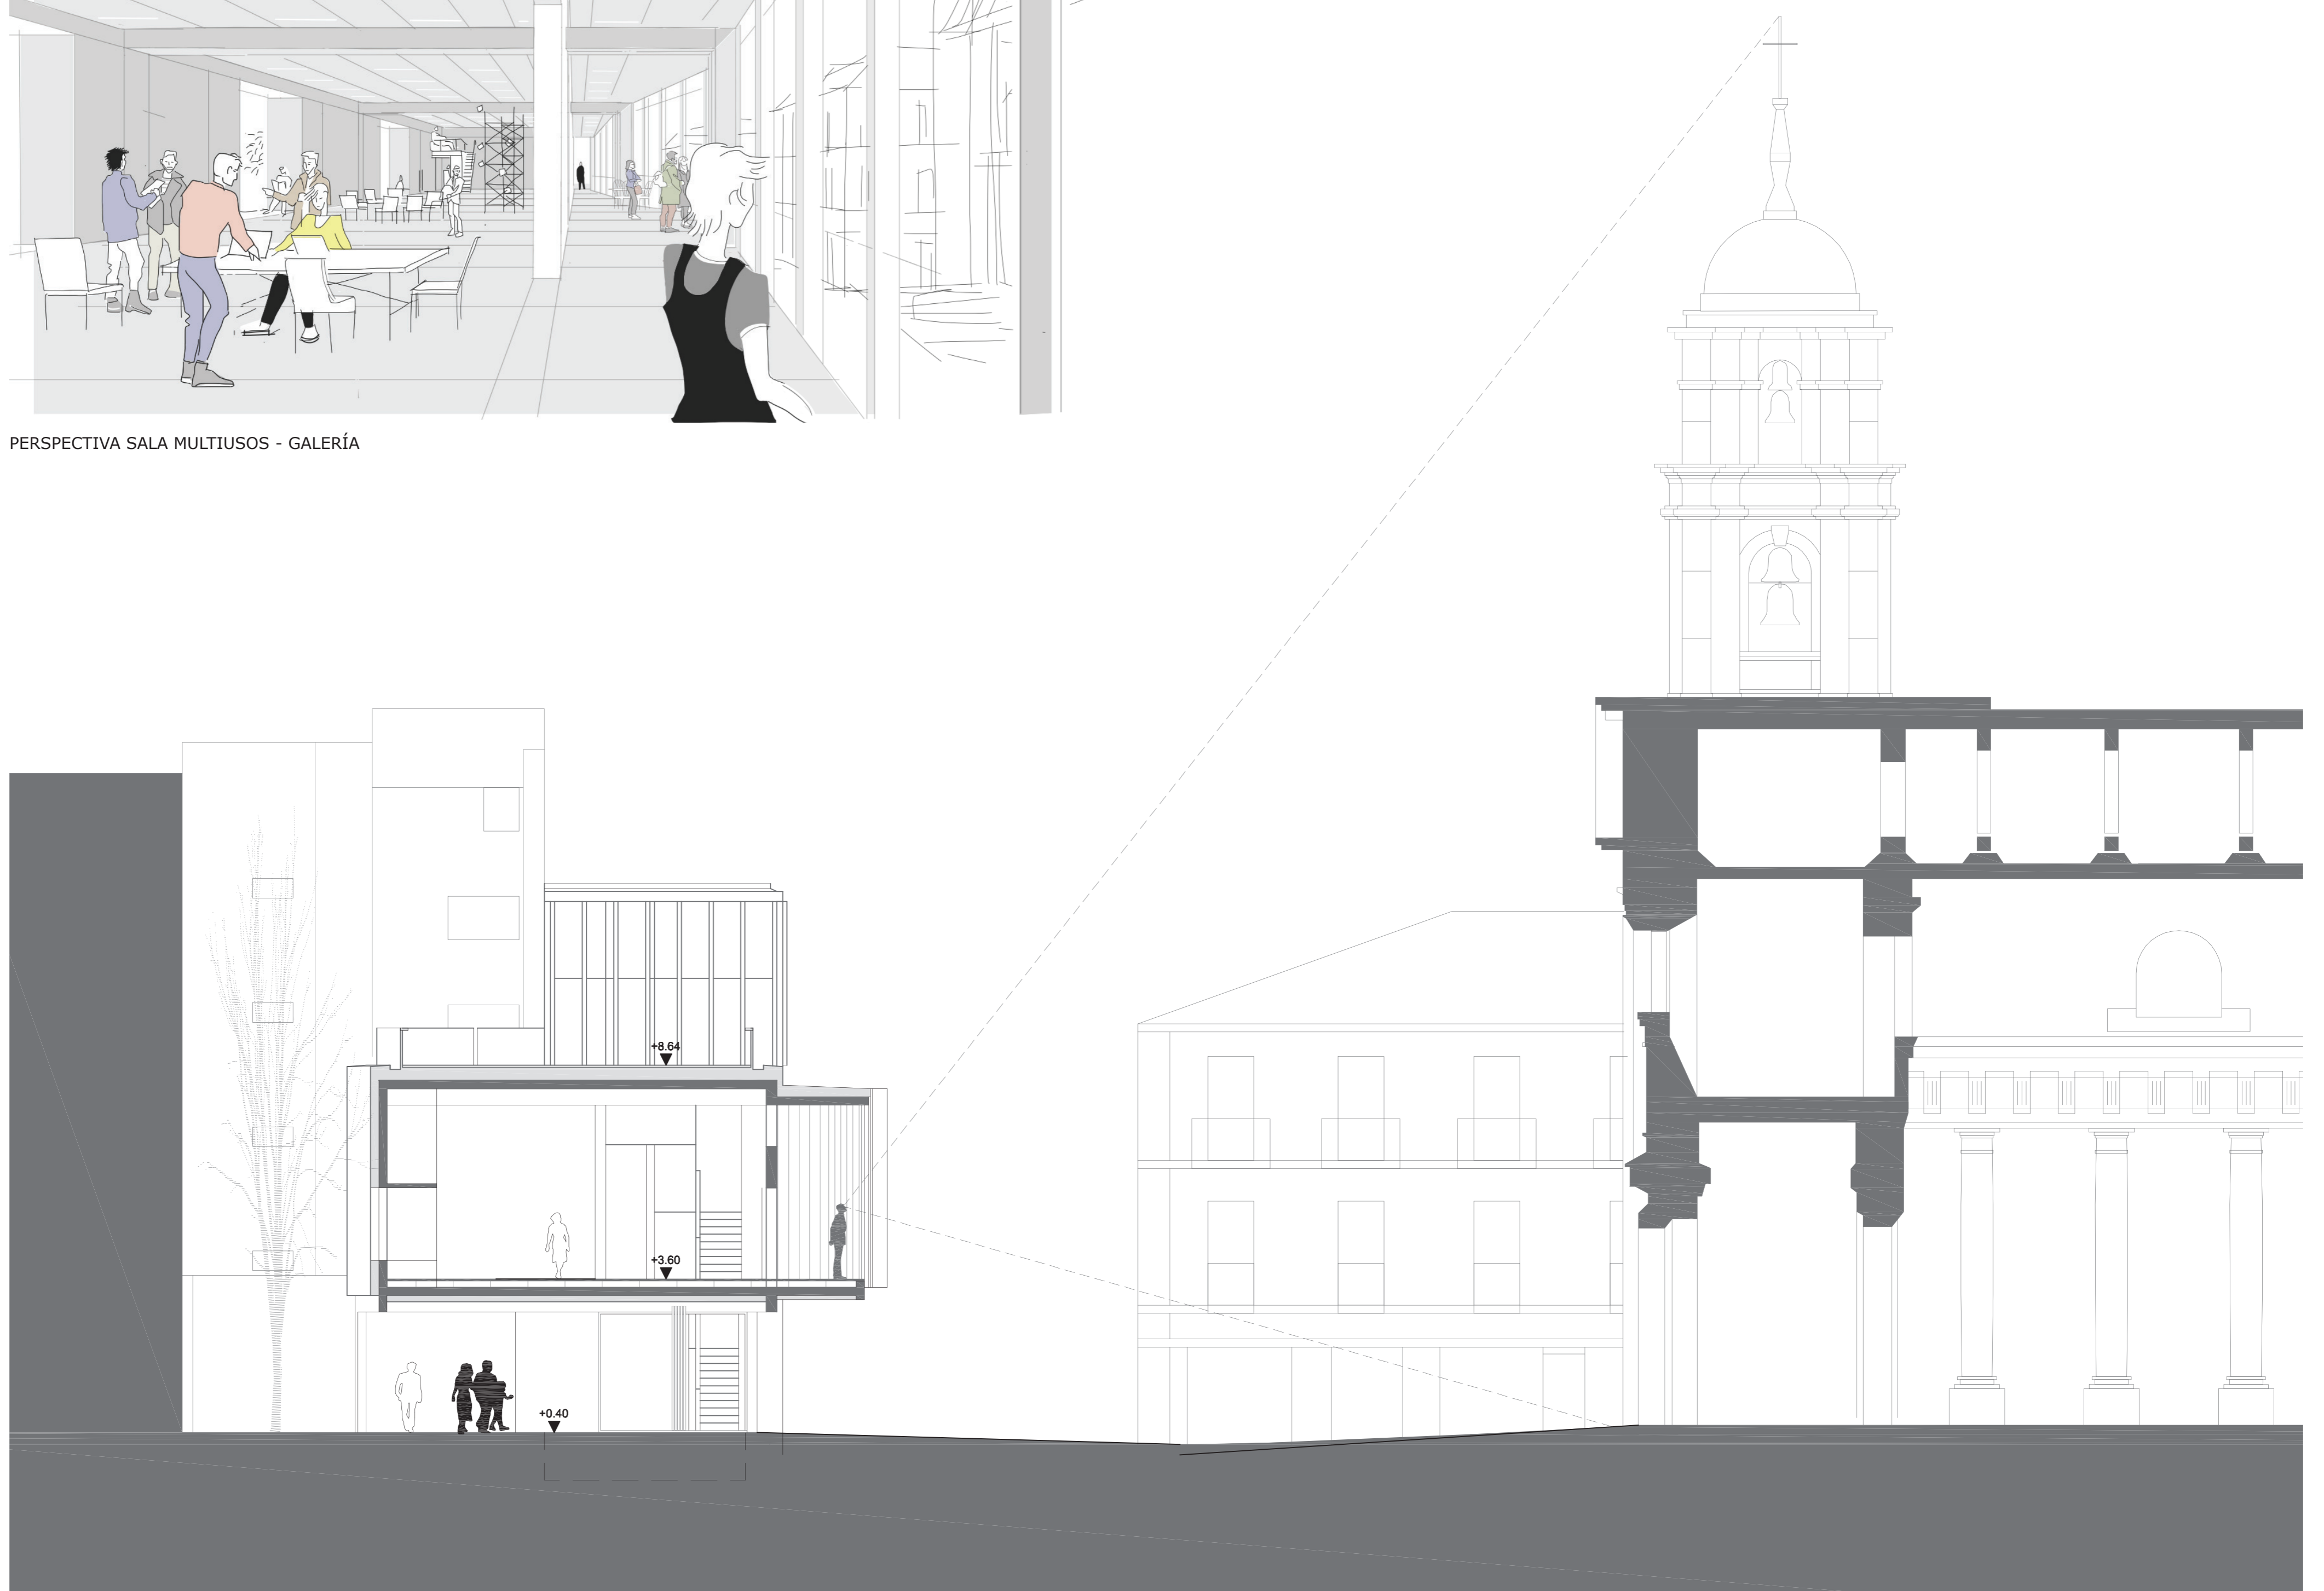 PERSPECTIVA SALA MULTIUSOS - GALERÍA
+8.64
+3.60
+0.40